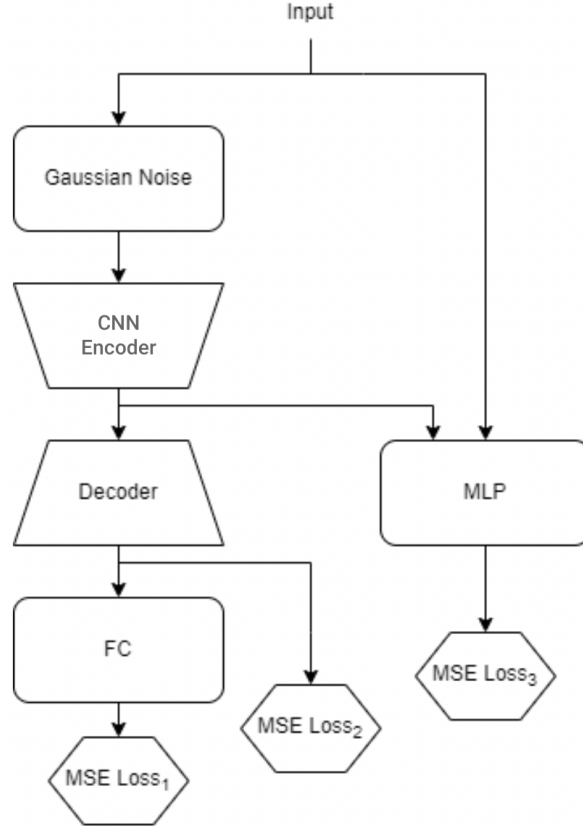 Input
Gaussian Noise
CNN
Encoder
Decoder
MLP
FC
MSE Loss₃
MSE Loss₂
MSE Loss₁